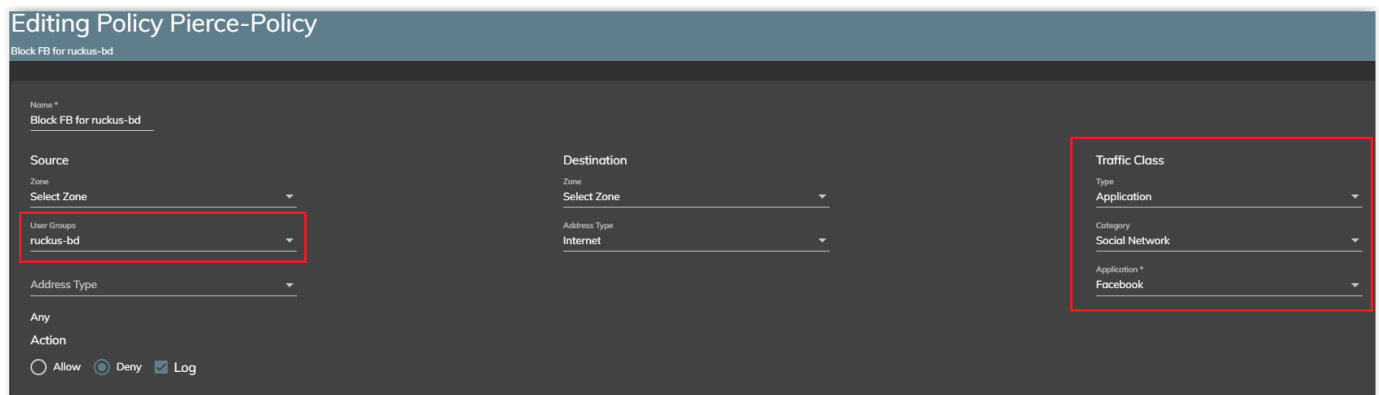 Editing Policy Pierce-Policy
Block FB for ruckus-bd
Name *
Block FB for ruckus-bd
Source
Zone
Select Zone
User Groups
ruckus-bd
Address Type
Any
Destination
Zone
Select Zone
Address Type
Internet
Traffic Class
Type
Application
Category
Social Network
Application *
Facebook
Action
Allow Deny Log